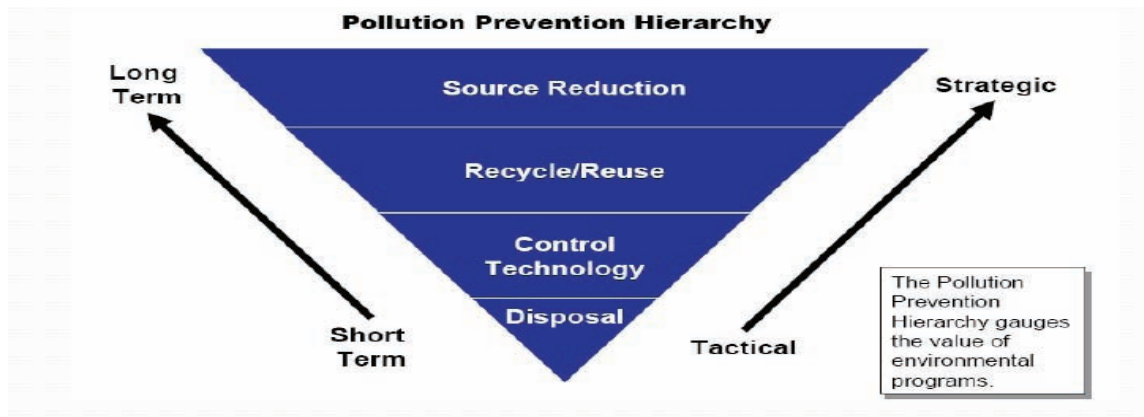 Pollution Prevention Hierarchy
Long
Term
Source Reduction
Strategic
Recycle/Reuse
Control
Technology
Disposal
Short
Term
Tactical
The Pollution
Prevention
Hierarchy gauges
the value of
environmental
programs.